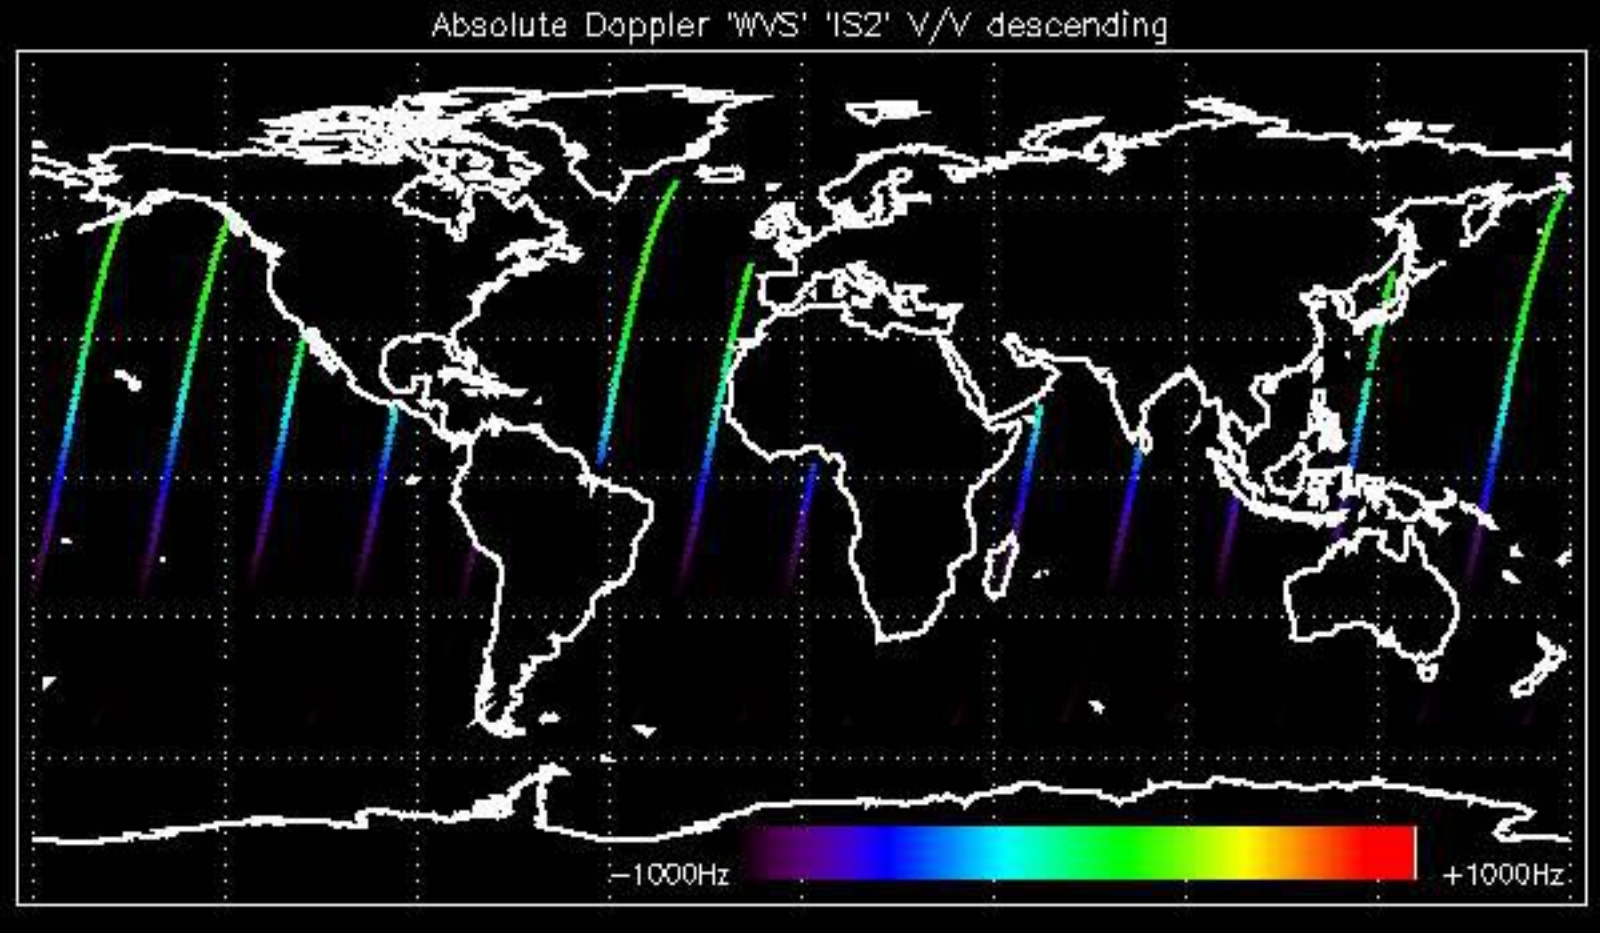 Absolute Doppler 'WVS' 'IS2' V/V descending
-1000Hz +1000Hz